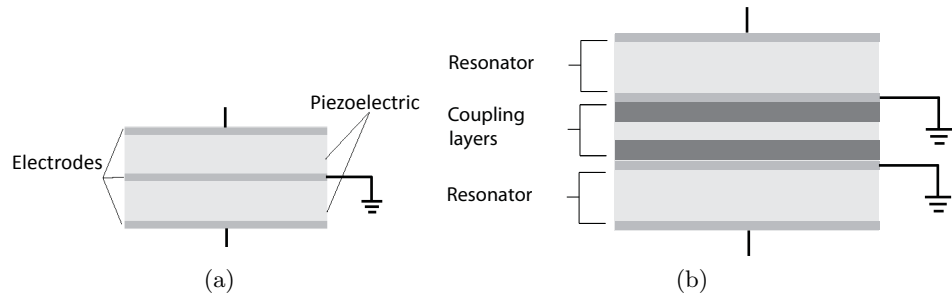 Piezoelectric
Electrodes
(a)
Resonator
Coupling
layers
Resonator
(b)